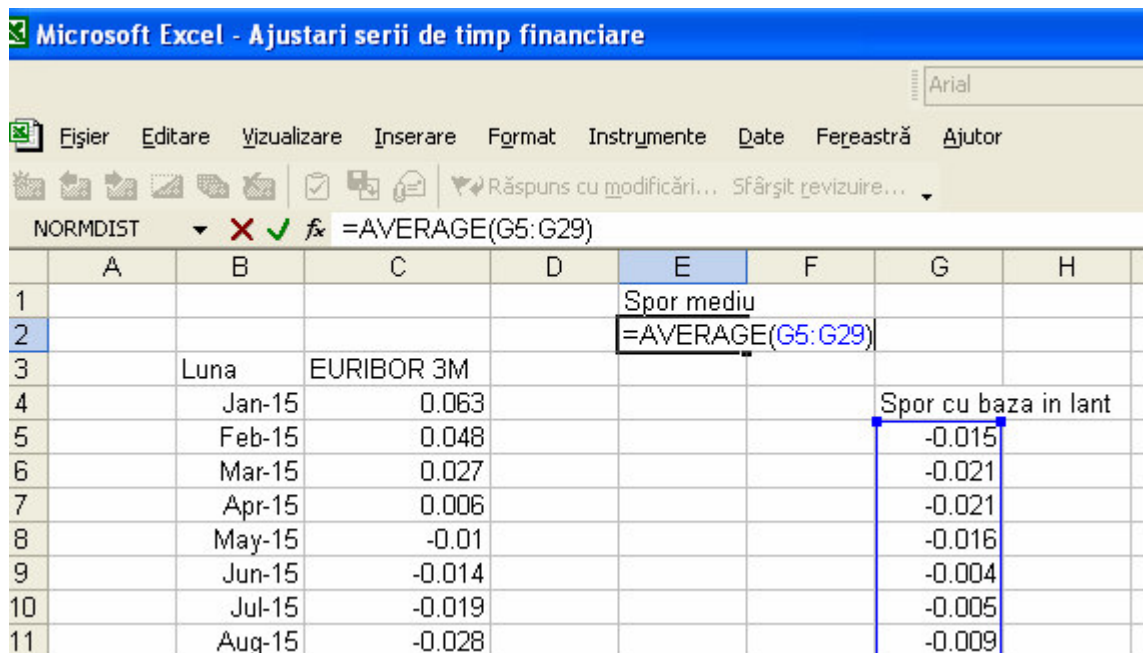 Microsoft Excel - Ajustari serii de timp financiare
Arial
Fișier Editare Vizualizare Inserare Format Instrumente Date Fereastră Ajutor
Răspuns cu modificări... Sfârșit revizuire...
NORMDIST fx =AVERAGE(G5:G29)
A B C D E F G H
1 Spor mediu
2 =AVERAGE(G5:G29)
3 Luna EURIBOR 3M
4 Jan-15 0.063 Spor cu baza in lant
5 Feb-15 0.048 -0.015
6 Mar-15 0.027 -0.021
7 Apr-15 0.006 -0.021
8 May-15 -0.01 -0.016
9 Jun-15 -0.014 -0.004
10 Jul-15 -0.019 -0.005
11 Aug-15 -0.028 -0.009